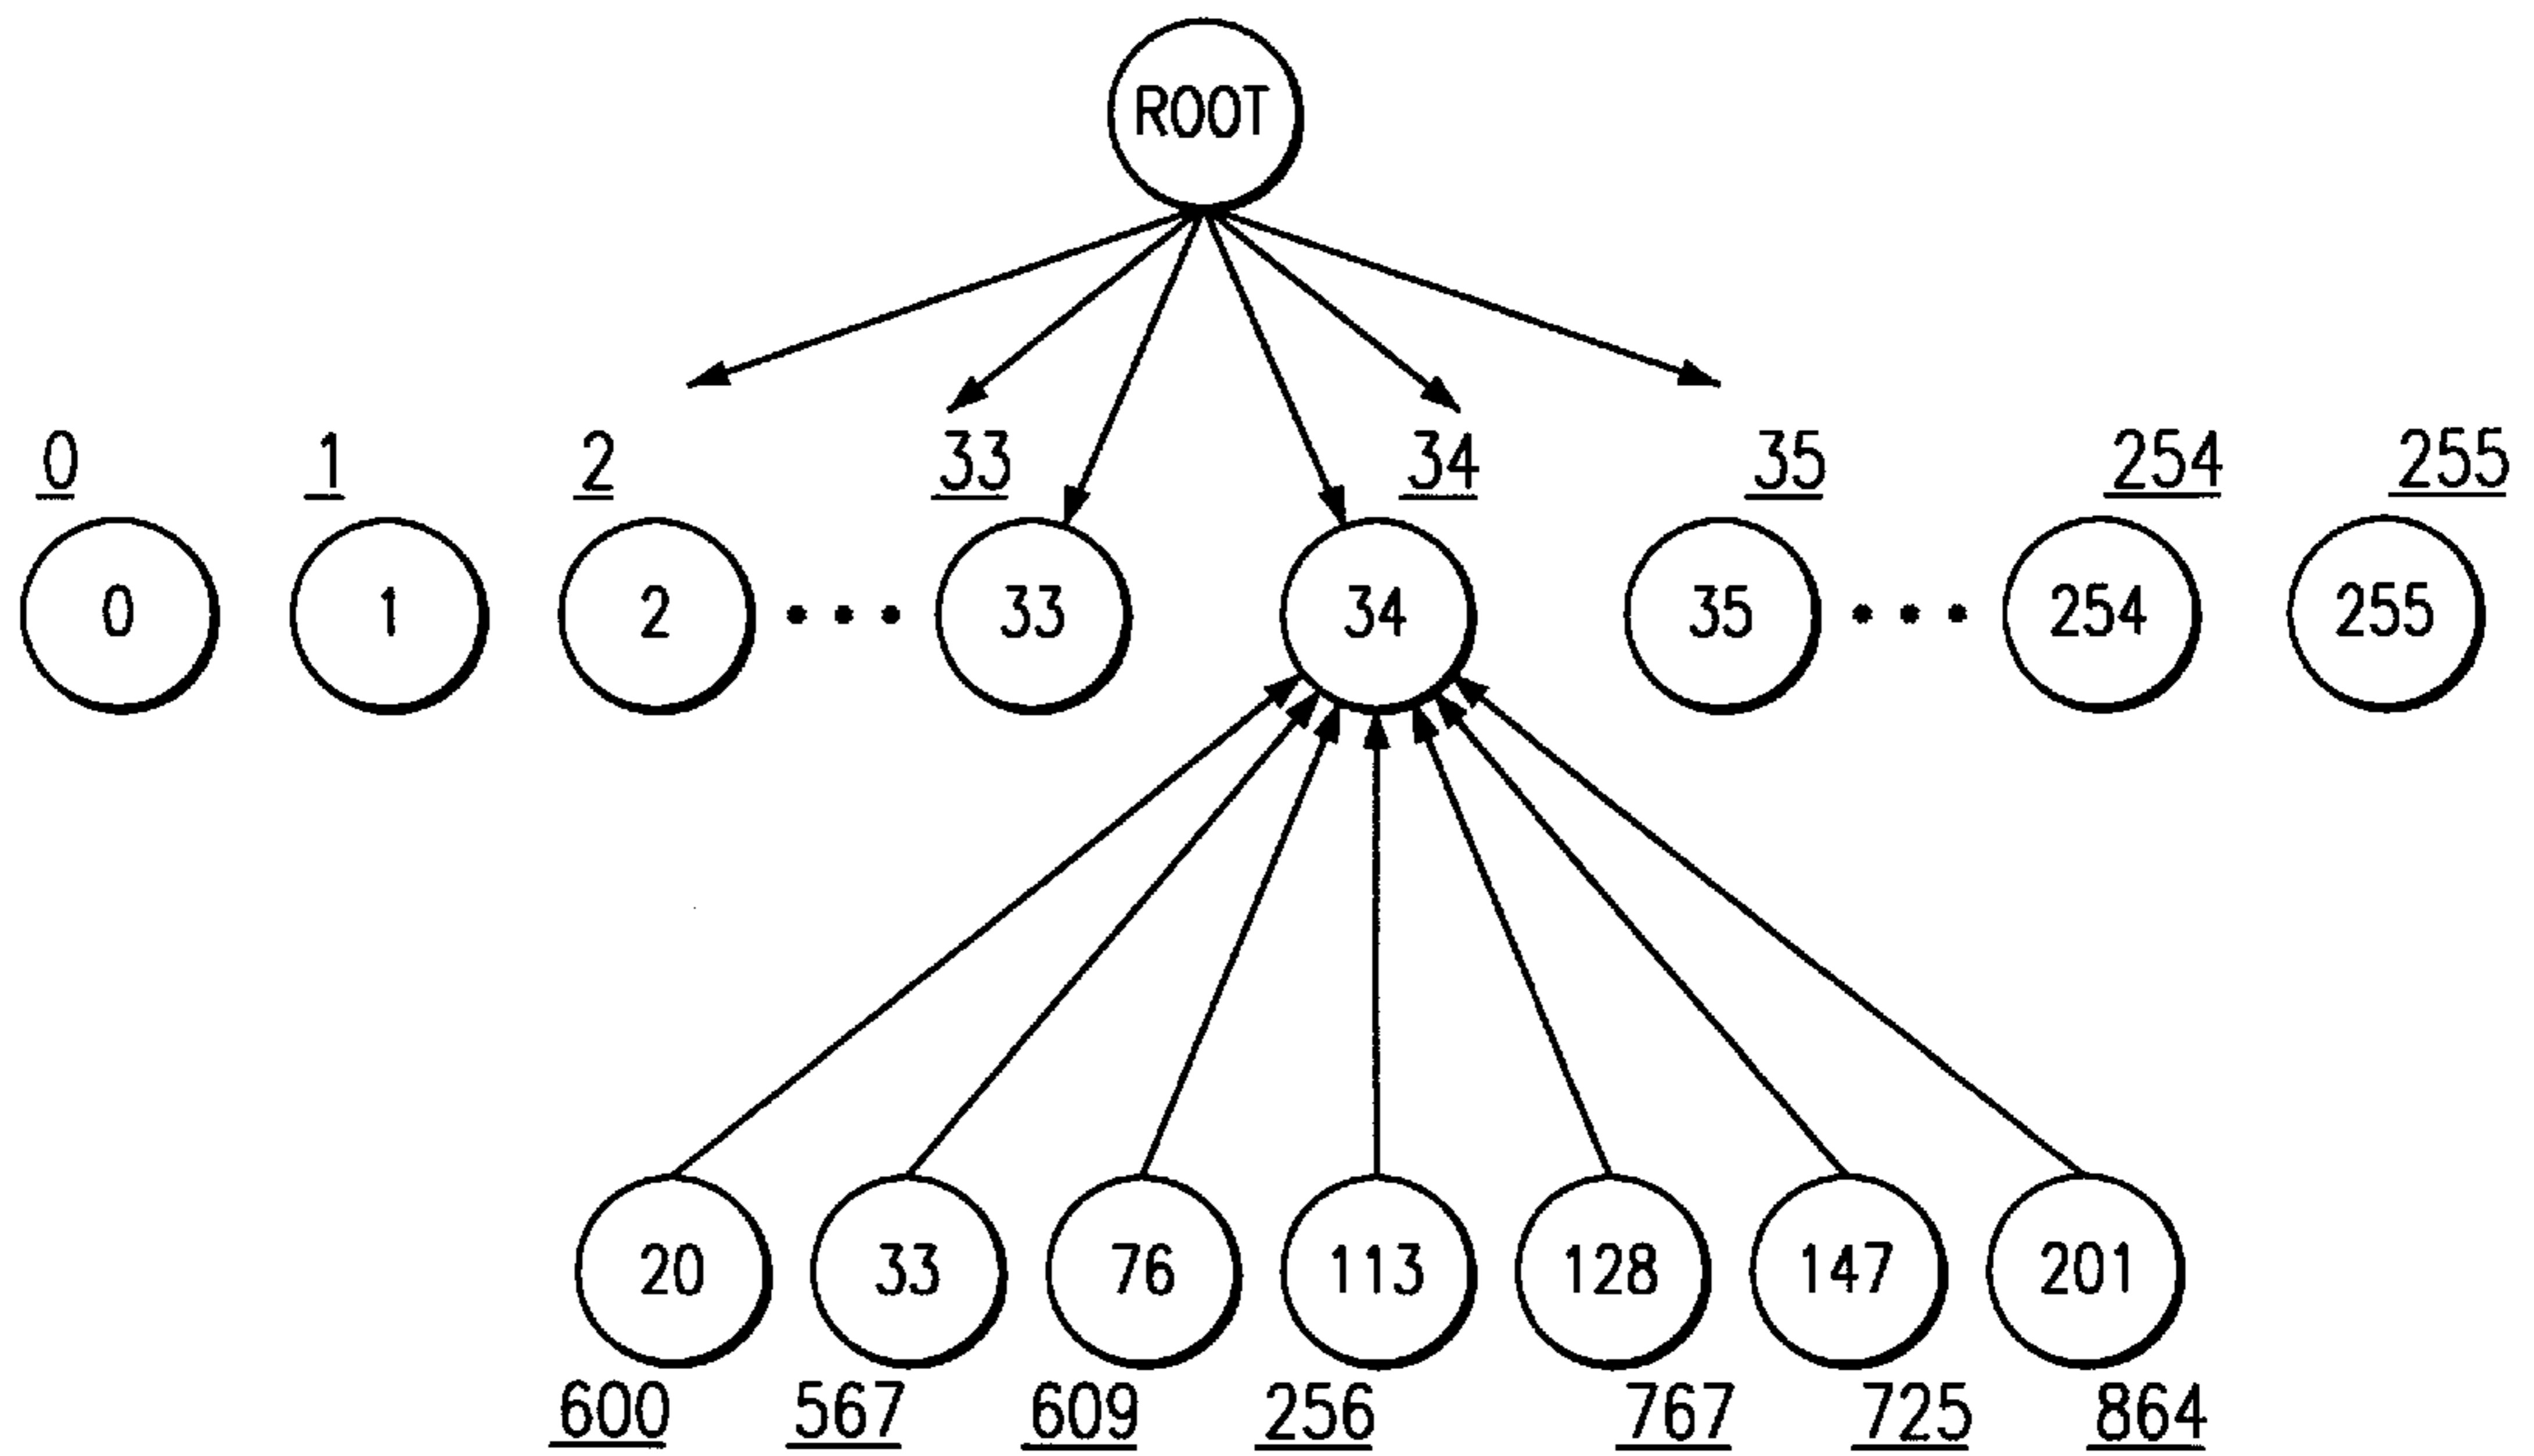 ROOT
0 1 2 33 34 35 254 255
0 1 2 ••• 33 34 35 ••• 254 255
20 33 76 113 128 147 201
600 567 609 256 767 725 864